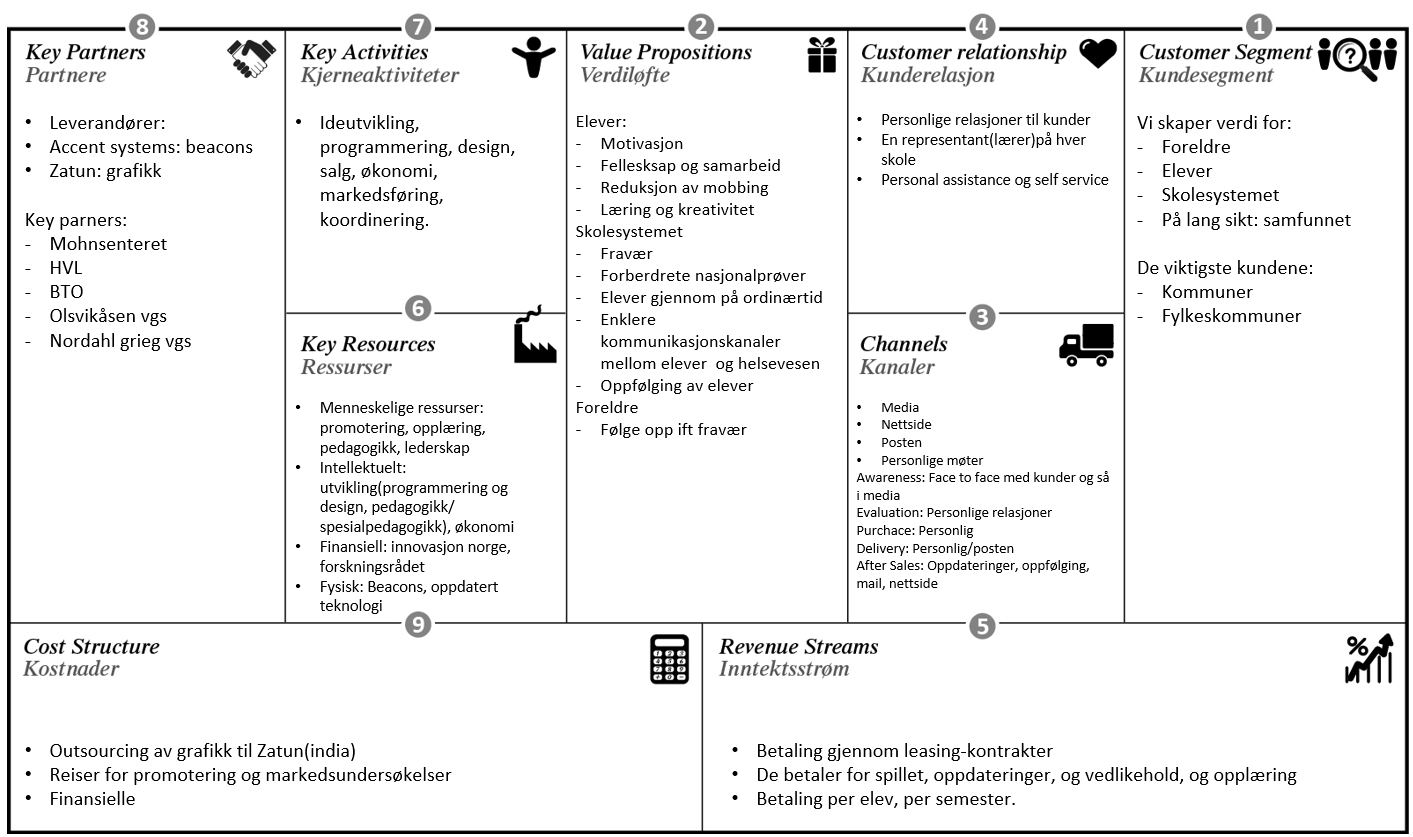 8
Key Partners
Partnere
• Leverandører:
• Accent systems: beacons
• Zatun: grafikk
Key parners:
- Mohnsenteret
- HVL
- BTO
- Olsvikåsen vgs
- Nordahl grieg vgs
7
Key Activities
Kjerneaktiviteter
• Ideutvikling,
programmering, design,
salg, økonomi,
markedsføring,
koordinering.
6
Key Resources
Ressurser
• Menneskelige ressurser:
promotering, opplæring,
pedagogikk, lederskap
• Intellektuelt:
utvikling(programmering og
design, pedagogikk/
spesialpedagogikk), økonomi
• Finansiell: innovasjon norge,
forskningsrådet
• Fysisk: Beacons, oppdatert
teknologi
2
Value Propositions
Verdiløfte
Elever:
- Motivasjon
- Fellesksap og samarbeid
- Reduksjon av mobbing
- Læring og kreativitet
Skolesystemet
- Fravær
- Forberdrete nasjonalprøver
- Elever gjennom på ordinærtid
- Enklere
kommunikasjonskanaler
mellom elever og helsevesen
- Oppfølging av elever
Foreldre
- Følge opp ift fravær
4
Customer relationship
Kunderelasjon
• Personlige relasjoner til kunder
• En representant(lærer)på hver
skole
• Personal assistance og self service
3
Channels
Kanaler
• Media
• Nettside
• Posten
• Personlige møter
Awareness: Face to face med kunder og så
i media
Evaluation: Personlige relasjoner
Purchace: Personlig
Delivery: Personlig/posten
After Sales: Oppdateringer, oppfølging,
mail, nettside
1
Customer Segment
Kundesegment
?
Vi skaper verdi for:
- Foreldre
- Elever
- Skolesystemet
- På lang sikt: samfunnet
De viktigste kundene:
- Kommuner
- Fylkeskommuner
9
Cost Structure
Kostnader
• Outsourcing av grafikk til Zatun(india)
• Reiser for promotering og markedsundersøkelser
• Finansielle
5
Revenue Streams
Inntektsstrøm
%
• Betaling gjennom leasing-kontrakter
• De betaler for spillet, oppdateringer, og vedlikehold, og opplæring
• Betaling per elev, per semester.